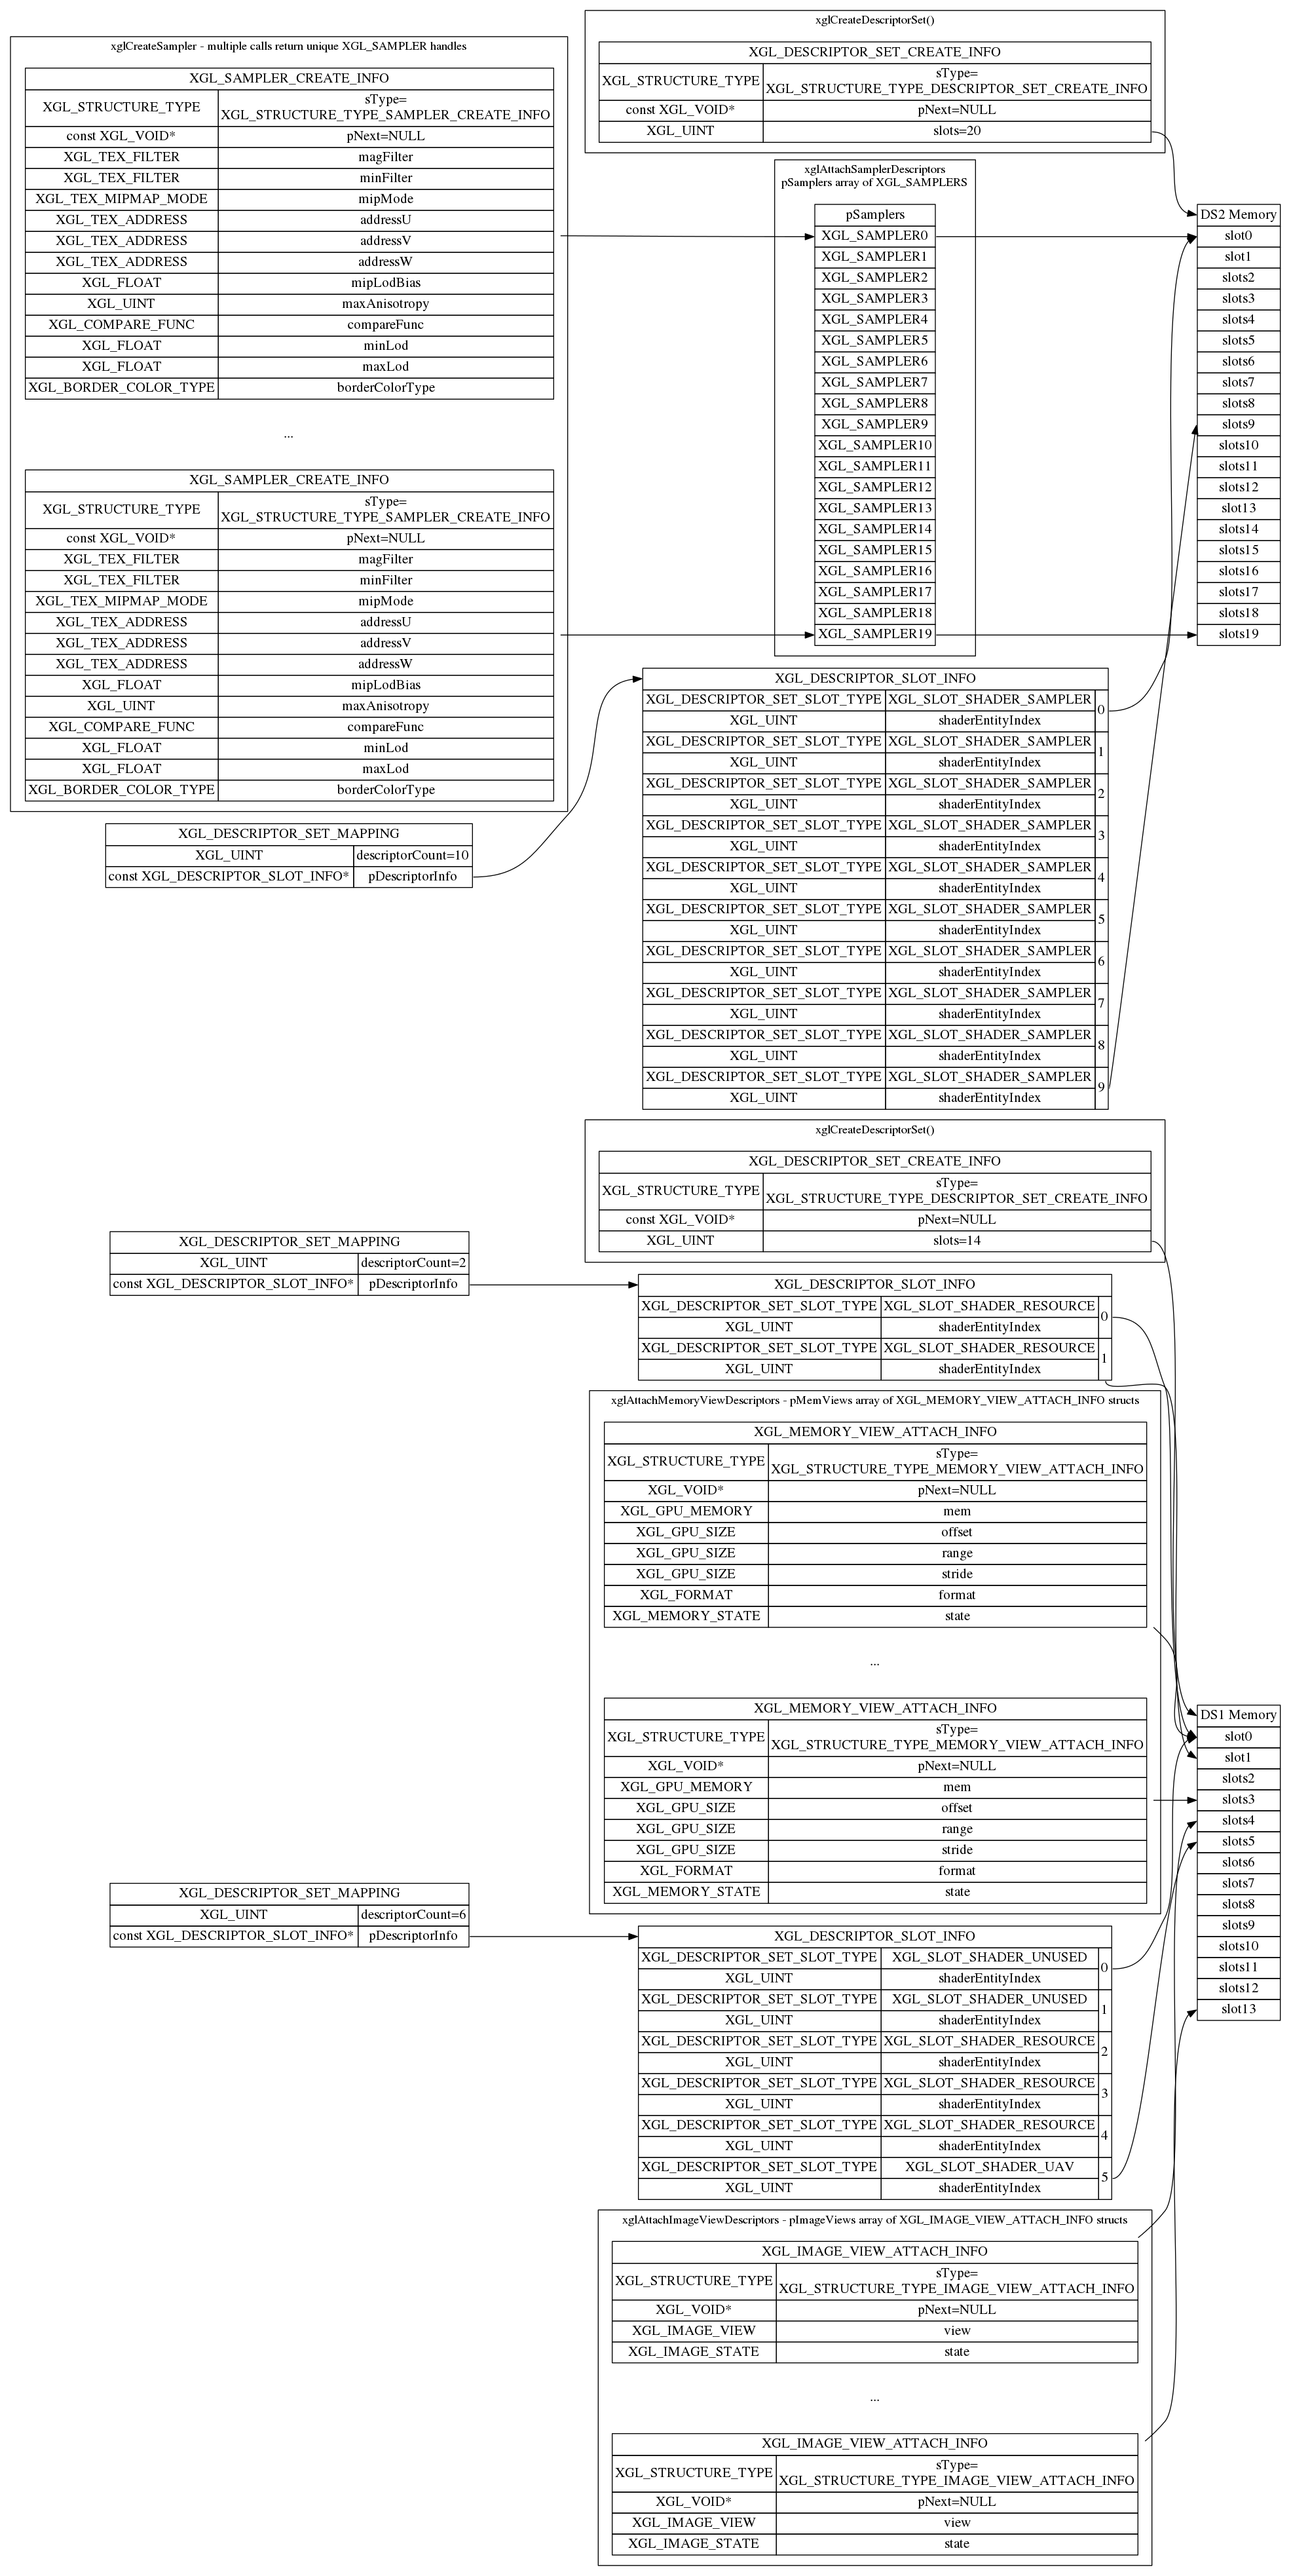 xglCreateSampler - multiple calls return unique XGL_SAMPLER handles
XGL_SAMPLER_CREATE_INFO
XGL_STRUCTURE_TYPE
sType=
XGL_STRUCTURE_TYPE_SAMPLER_CREATE_INFO
const XGL_VOID* pNext=NULL
XGL_TEX_FILTER magFilter
XGL_TEX_FILTER minFilter
XGL_TEX_MIPMAP_MODE mipMode
XGL_TEX_ADDRESS addressU
XGL_TEX_ADDRESS addressV
XGL_TEX_ADDRESS addressW
XGL_FLOAT mipLodBias
XGL_UINT maxAnisotropy
XGL_COMPARE_FUNC compareFunc
XGL_FLOAT minLod
XGL_FLOAT maxLod
XGL_BORDER_COLOR_TYPE borderColorType
...
XGL_SAMPLER_CREATE_INFO
XGL_STRUCTURE_TYPE
sType=
XGL_STRUCTURE_TYPE_SAMPLER_CREATE_INFO
const XGL_VOID* pNext=NULL
XGL_TEX_FILTER magFilter
XGL_TEX_FILTER minFilter
XGL_TEX_MIPMAP_MODE mipMode
XGL_TEX_ADDRESS addressU
XGL_TEX_ADDRESS addressV
XGL_TEX_ADDRESS addressW
XGL_FLOAT mipLodBias
XGL_UINT maxAnisotropy
XGL_COMPARE_FUNC compareFunc
XGL_FLOAT minLod
XGL_FLOAT maxLod
XGL_BORDER_COLOR_TYPE borderColorType
xglCreateDescriptorSet()
XGL_DESCRIPTOR_SET_CREATE_INFO
XGL_STRUCTURE_TYPE
sType=
XGL_STRUCTURE_TYPE_DESCRIPTOR_SET_CREATE_INFO
const XGL_VOID* pNext=NULL
XGL_UINT slots=20
xglAttachSamplerDescriptors
pSamplers array of XGL_SAMPLERS
pSamplers
XGL_SAMPLER0
XGL_SAMPLER1
XGL_SAMPLER2
XGL_SAMPLER3
XGL_SAMPLER4
XGL_SAMPLER5
XGL_SAMPLER6
XGL_SAMPLER7
XGL_SAMPLER8
XGL_SAMPLER9
XGL_SAMPLER10
XGL_SAMPLER11
XGL_SAMPLER12
XGL_SAMPLER13
XGL_SAMPLER14
XGL_SAMPLER15
XGL_SAMPLER16
XGL_SAMPLER17
XGL_SAMPLER18
XGL_SAMPLER19
DS2 Memory
slot0
slot1
slots2
slots3
slots4
slots5
slots6
slots7
slots8
slots9
slots10
slots11
slots12
slot13
slots14
slots15
slots16
slots17
slots18
slots19
XGL_DESCRIPTOR_SET_MAPPING
XGL_UINT descriptorCount=10
const XGL_DESCRIPTOR_SLOT_INFO* pDescriptorInfo
XGL_DESCRIPTOR_SLOT_INFO
XGL_DESCRIPTOR_SET_SLOT_TYPE XGL_SLOT_SHADER_SAMPLER 0
XGL_UINT shaderEntityIndex
XGL_DESCRIPTOR_SET_SLOT_TYPE XGL_SLOT_SHADER_SAMPLER 1
XGL_UINT shaderEntityIndex
XGL_DESCRIPTOR_SET_SLOT_TYPE XGL_SLOT_SHADER_SAMPLER 2
XGL_UINT shaderEntityIndex
XGL_DESCRIPTOR_SET_SLOT_TYPE XGL_SLOT_SHADER_SAMPLER 3
XGL_UINT shaderEntityIndex
XGL_DESCRIPTOR_SET_SLOT_TYPE XGL_SLOT_SHADER_SAMPLER 4
XGL_UINT shaderEntityIndex
XGL_DESCRIPTOR_SET_SLOT_TYPE XGL_SLOT_SHADER_SAMPLER 5
XGL_UINT shaderEntityIndex
XGL_DESCRIPTOR_SET_SLOT_TYPE XGL_SLOT_SHADER_SAMPLER 6
XGL_UINT shaderEntityIndex
XGL_DESCRIPTOR_SET_SLOT_TYPE XGL_SLOT_SHADER_SAMPLER 7
XGL_UINT shaderEntityIndex
XGL_DESCRIPTOR_SET_SLOT_TYPE XGL_SLOT_SHADER_SAMPLER 8
XGL_UINT shaderEntityIndex
XGL_DESCRIPTOR_SET_SLOT_TYPE XGL_SLOT_SHADER_SAMPLER 9
XGL_UINT shaderEntityIndex
xglCreateDescriptorSet()
XGL_DESCRIPTOR_SET_CREATE_INFO
XGL_STRUCTURE_TYPE
sType=
XGL_STRUCTURE_TYPE_DESCRIPTOR_SET_CREATE_INFO
const XGL_VOID* pNext=NULL
XGL_UINT slots=14
XGL_DESCRIPTOR_SET_MAPPING
XGL_UINT descriptorCount=2
const XGL_DESCRIPTOR_SLOT_INFO* pDescriptorInfo
XGL_DESCRIPTOR_SLOT_INFO
XGL_DESCRIPTOR_SET_SLOT_TYPE XGL_SLOT_SHADER_RESOURCE 0
XGL_UINT shaderEntityIndex
XGL_DESCRIPTOR_SET_SLOT_TYPE XGL_SLOT_SHADER_RESOURCE 1
XGL_UINT shaderEntityIndex
xglAttachMemoryViewDescriptors - pMemViews array of XGL_MEMORY_VIEW_ATTACH_INFO structs
XGL_MEMORY_VIEW_ATTACH_INFO
XGL_STRUCTURE_TYPE
sType=
XGL_STRUCTURE_TYPE_MEMORY_VIEW_ATTACH_INFO
XGL_VOID* pNext=NULL
XGL_GPU_MEMORY mem
XGL_GPU_SIZE offset
XGL_GPU_SIZE range
XGL_GPU_SIZE stride
XGL_FORMAT format
XGL_MEMORY_STATE state
...
XGL_MEMORY_VIEW_ATTACH_INFO
XGL_STRUCTURE_TYPE
sType=
XGL_STRUCTURE_TYPE_MEMORY_VIEW_ATTACH_INFO
XGL_VOID* pNext=NULL
XGL_GPU_MEMORY mem
XGL_GPU_SIZE offset
XGL_GPU_SIZE range
XGL_GPU_SIZE stride
XGL_FORMAT format
XGL_MEMORY_STATE state
DS1 Memory
slot0
slot1
slots2
slots3
slots4
slots5
slots6
slots7
slots8
slots9
slots10
slots11
slots12
slot13
XGL_DESCRIPTOR_SET_MAPPING
XGL_UINT descriptorCount=6
const XGL_DESCRIPTOR_SLOT_INFO* pDescriptorInfo
XGL_DESCRIPTOR_SLOT_INFO
XGL_DESCRIPTOR_SET_SLOT_TYPE XGL_SLOT_SHADER_UNUSED 0
XGL_UINT shaderEntityIndex
XGL_DESCRIPTOR_SET_SLOT_TYPE XGL_SLOT_SHADER_UNUSED 1
XGL_UINT shaderEntityIndex
XGL_DESCRIPTOR_SET_SLOT_TYPE XGL_SLOT_SHADER_RESOURCE 2
XGL_UINT shaderEntityIndex
XGL_DESCRIPTOR_SET_SLOT_TYPE XGL_SLOT_SHADER_RESOURCE 3
XGL_UINT shaderEntityIndex
XGL_DESCRIPTOR_SET_SLOT_TYPE XGL_SLOT_SHADER_RESOURCE 4
XGL_UINT shaderEntityIndex
XGL_DESCRIPTOR_SET_SLOT_TYPE XGL_SLOT_SHADER_UAV 5
XGL_UINT shaderEntityIndex
xglAttachImageViewDescriptors - pImageViews array of XGL_IMAGE_VIEW_ATTACH_INFO structs
XGL_IMAGE_VIEW_ATTACH_INFO
XGL_STRUCTURE_TYPE
sType=
XGL_STRUCTURE_TYPE_IMAGE_VIEW_ATTACH_INFO
XGL_VOID* pNext=NULL
XGL_IMAGE_VIEW view
XGL_IMAGE_STATE state
...
XGL_IMAGE_VIEW_ATTACH_INFO
XGL_STRUCTURE_TYPE
sType=
XGL_STRUCTURE_TYPE_IMAGE_VIEW_ATTACH_INFO
XGL_VOID* pNext=NULL
XGL_IMAGE_VIEW view
XGL_IMAGE_STATE state